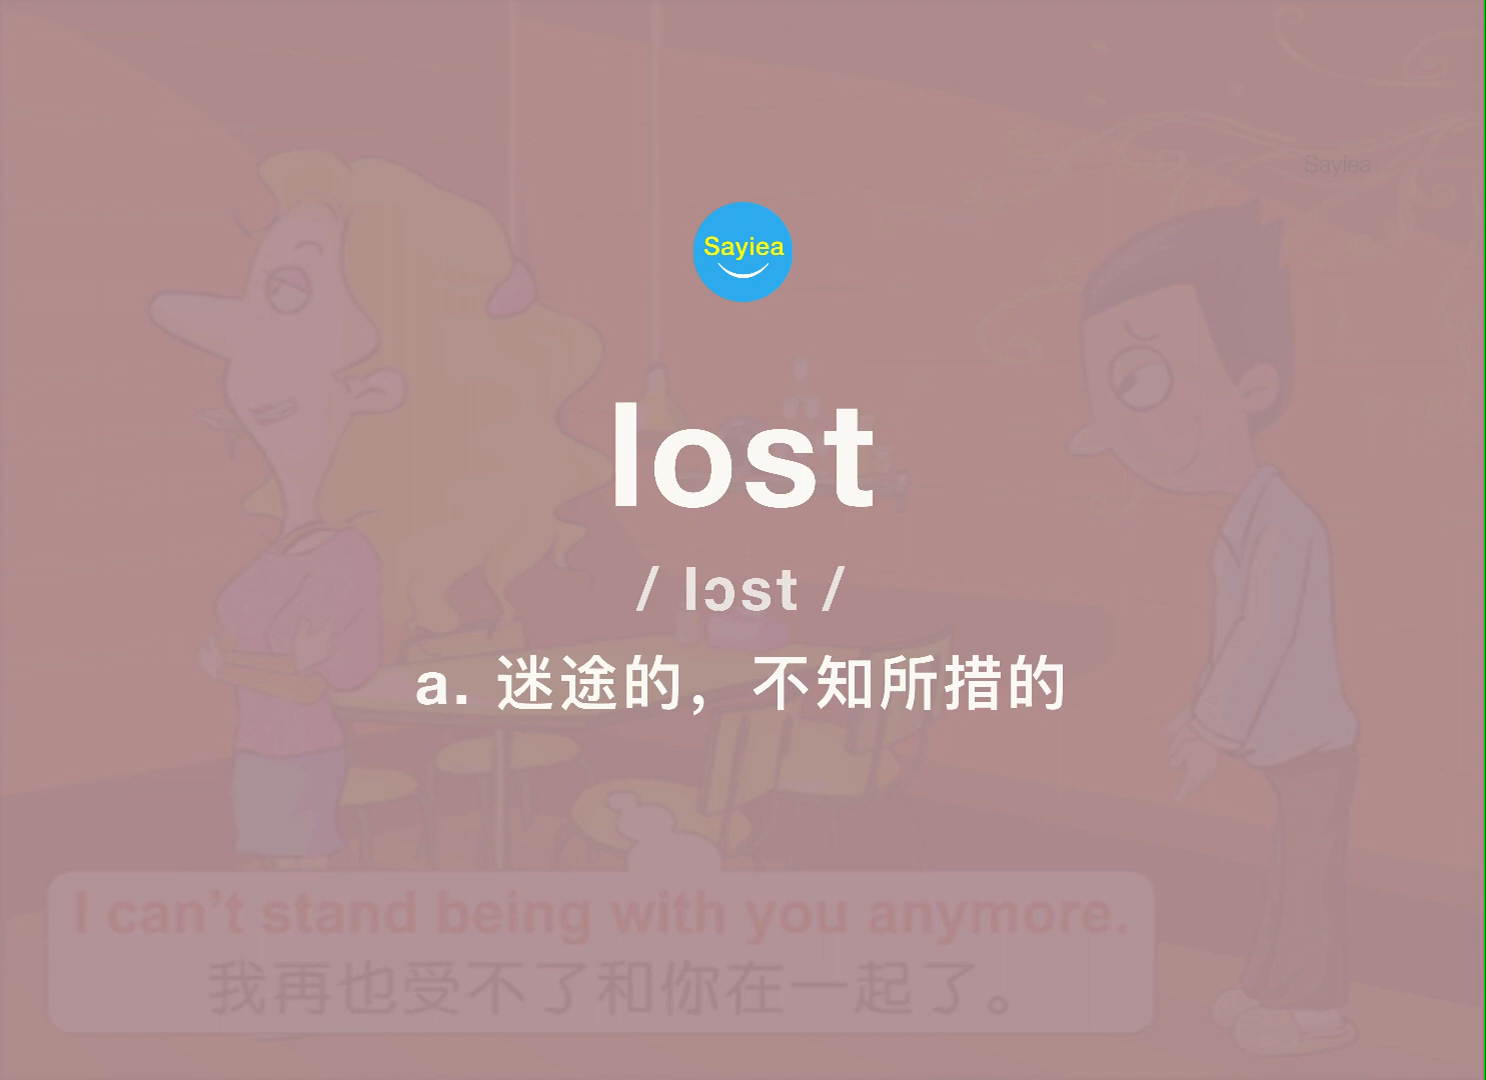 Sayiea
Sayiea
lost
/ lɔst /
a. 迷途的，不知所措的
I can't stand being with you anymore.
我再也受不了和你在一起了。